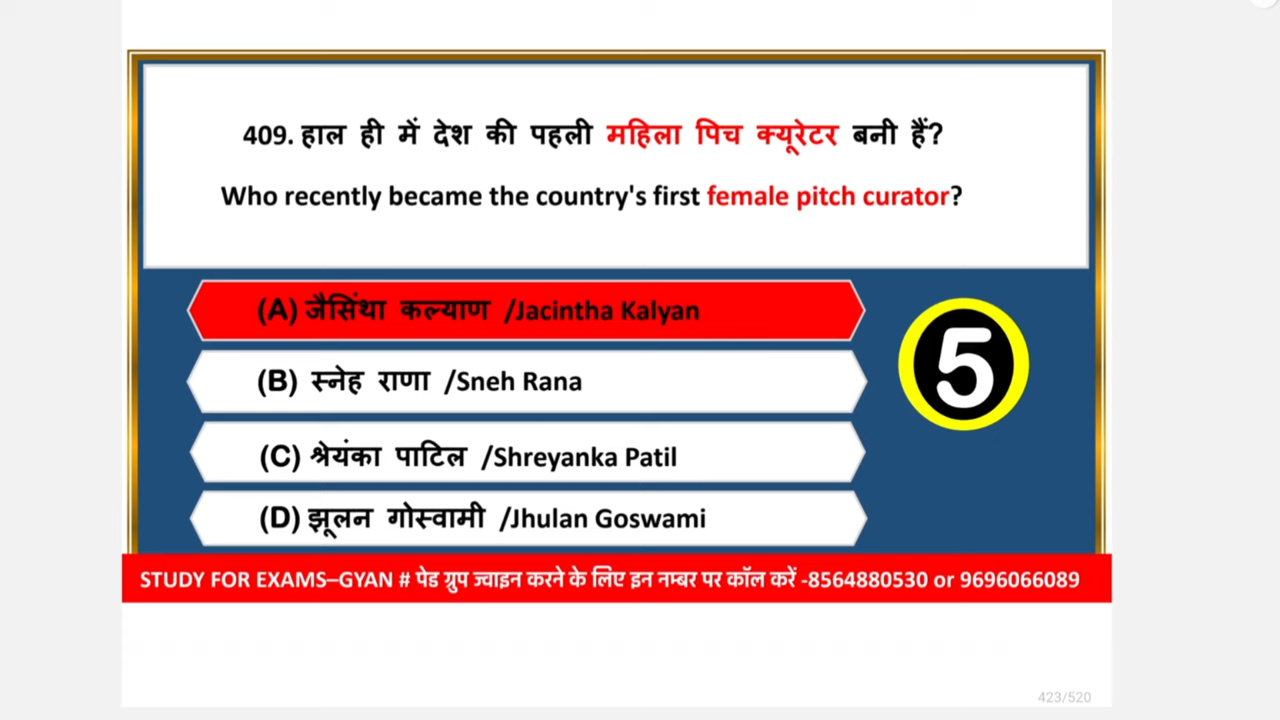 409. हाल ही में देश की पहली महिला पिच क्यूरेटर बनी हैं?
Who recently became the country's first female pitch curator?
(A) जैसिंथा कल्याण /Jacintha Kalyan
(B) स्नेह राणा /Sneh Rana
(C) श्रेयंका पाटिल /Shreyanka Patil
(D) झूलन गोस्वामी /Jhulan Goswami
5
STUDY FOR EXAMS–GYAN # पेड ग्रुप ज्वाइन करने के लिए इन नम्बर पर कॉल करें -8564880530 or 9696066089
423/520